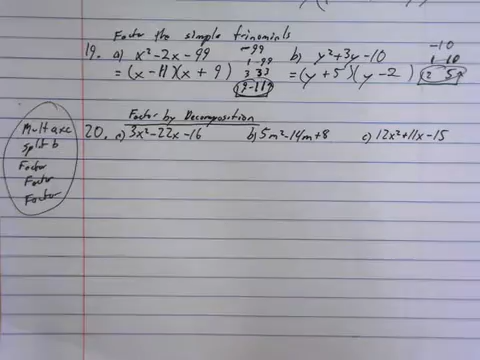 Factor the simple trinomials
19. a) x²-2x-99 -99 b) y²+3y-10 -10
1 -99 1 10
= (x-11)(x+9) 3 33 = (y+5)(y-2) 2 5
9 -11
Factor by Decomposition
Mult axc 20. a) 3x²-22x-16 b) 5m²-14m+8 c) 12x²+11x-15
split b
Factor
Factor
Factor